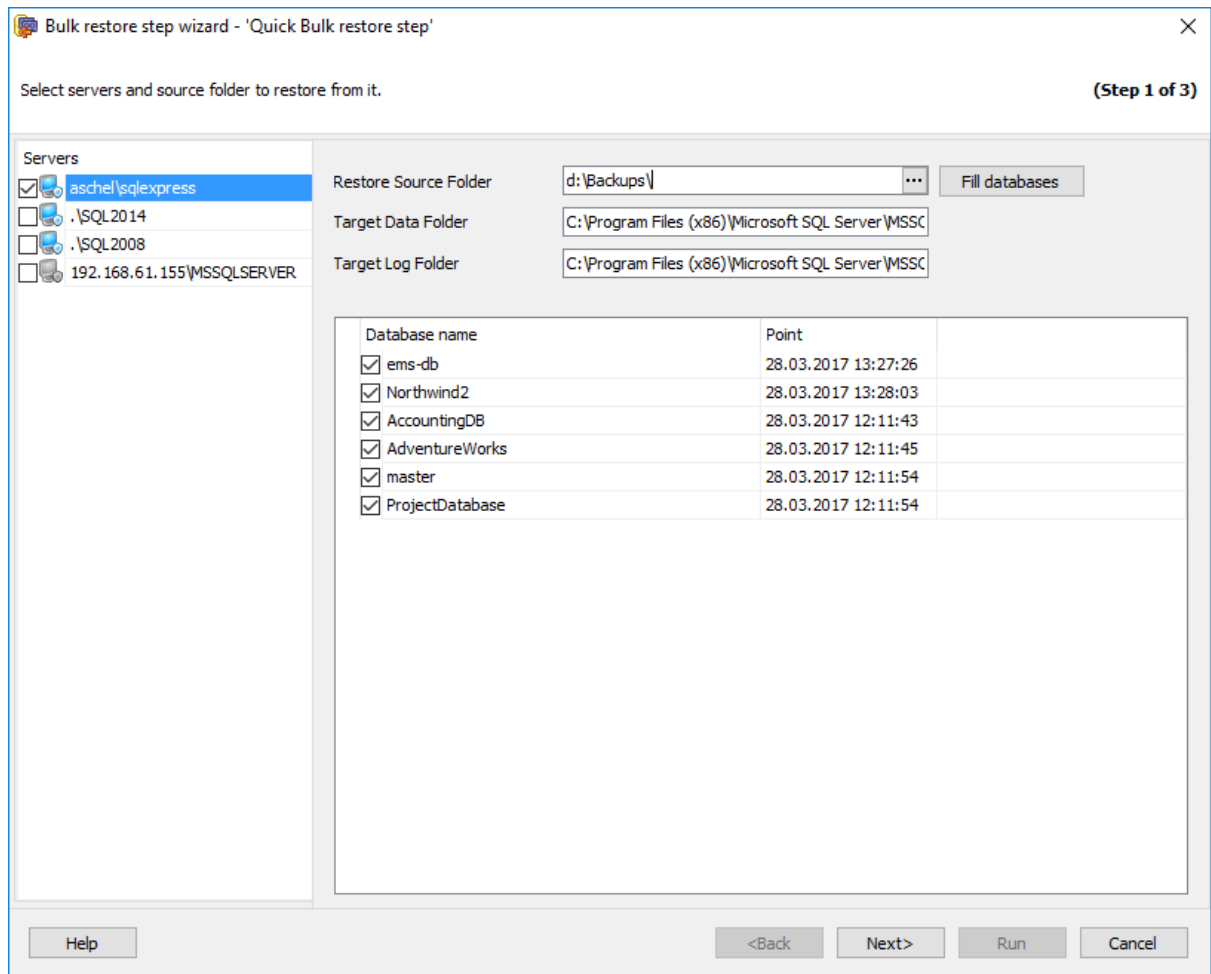 Bulk restore step wizard - 'Quick Bulk restore step'
Select servers and source folder to restore from it.
(Step 1 of 3)
Servers
aschel\sqlexpress
.\SQL2014
.\SQL2008
192.168.61.155\MSSQLSERVER
Restore Source Folder d:\Backups\ ... Fill databases
Target Data Folder C:\Program Files (x86)\Microsoft SQL Server\MSSC
Target Log Folder C:\Program Files (x86)\Microsoft SQL Server\MSSC
Database name Point
ems-db 28.03.2017 13:27:26
Northwind2 28.03.2017 13:28:03
AccountingDB 28.03.2017 12:11:43
AdventureWorks 28.03.2017 12:11:45
master 28.03.2017 12:11:54
ProjectDatabase 28.03.2017 12:11:54
Help <Back Next> Run Cancel